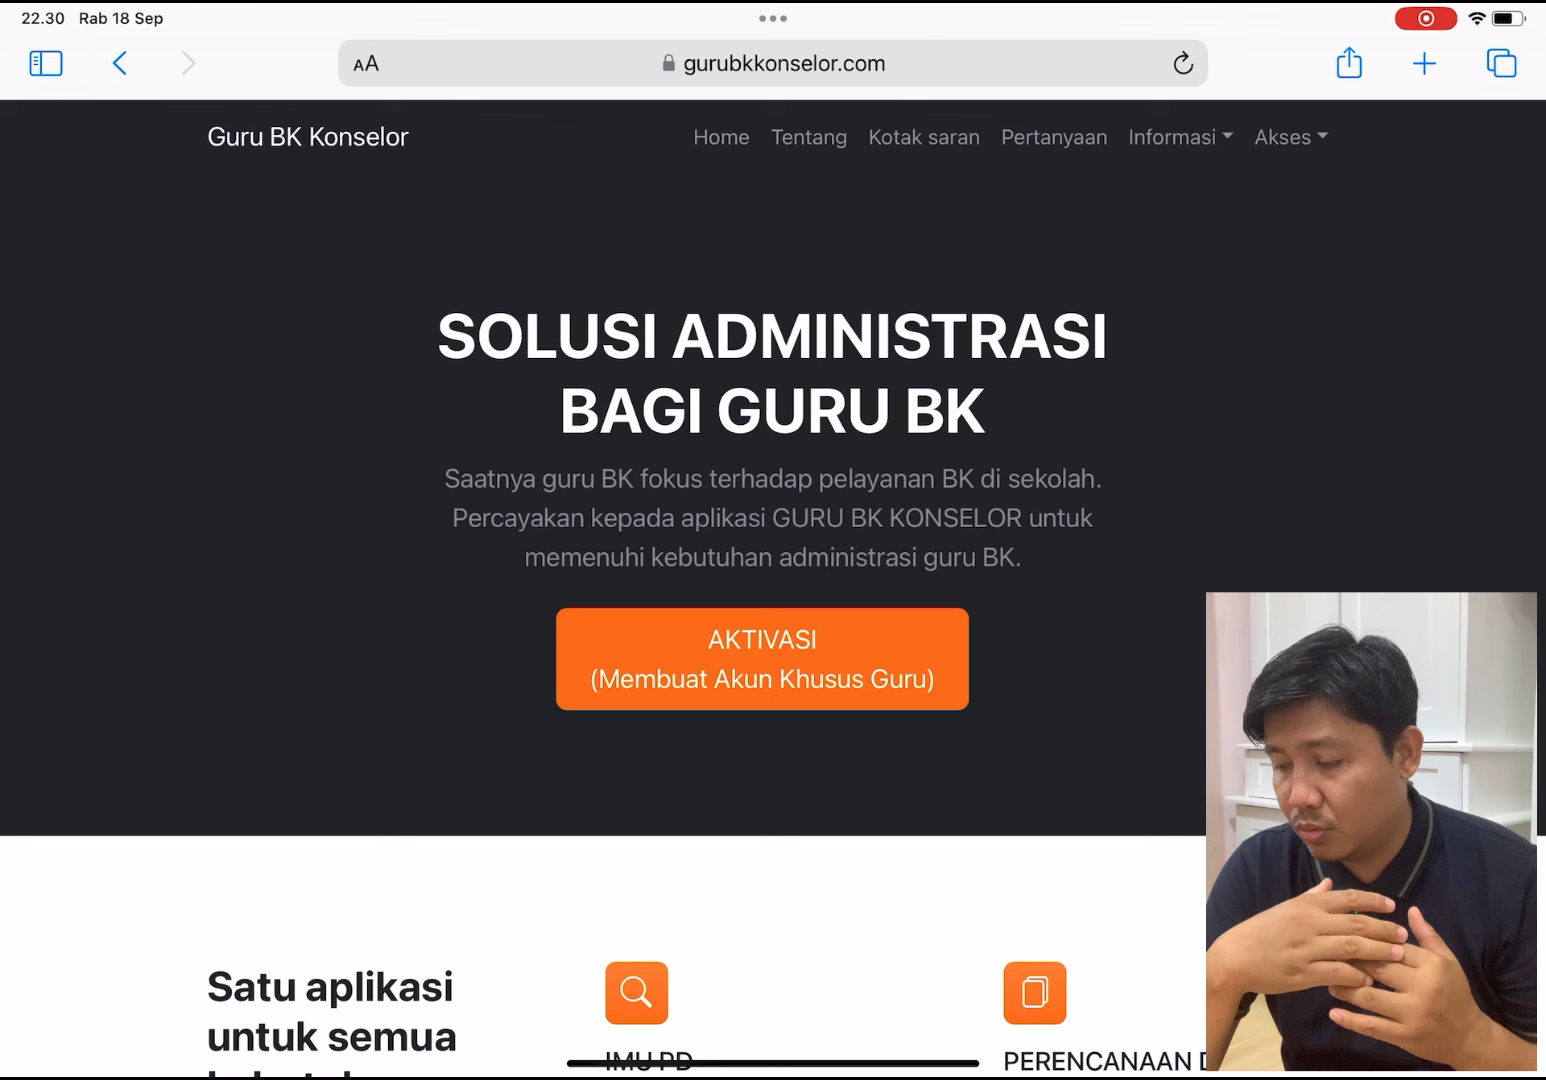 22.30 Rab 18 Sep
AA
gurubkkonselor.com
Guru BK Konselor
Home
Tentang
Kotak saran
Pertanyaan
Informasi
Akses
SOLUSI ADMINISTRASI
BAGI GURU BK
Saatnya guru BK fokus terhadap pelayanan BK di sekolah.
Percayakan kepada aplikasi GURU BK KONSELOR untuk
memenuhi kebutuhan administrasi guru BK.
AKTIVASI
(Membuat Akun Khusus Guru)
Satu aplikasi
untuk semua
IMU PD
PERENCANAAN